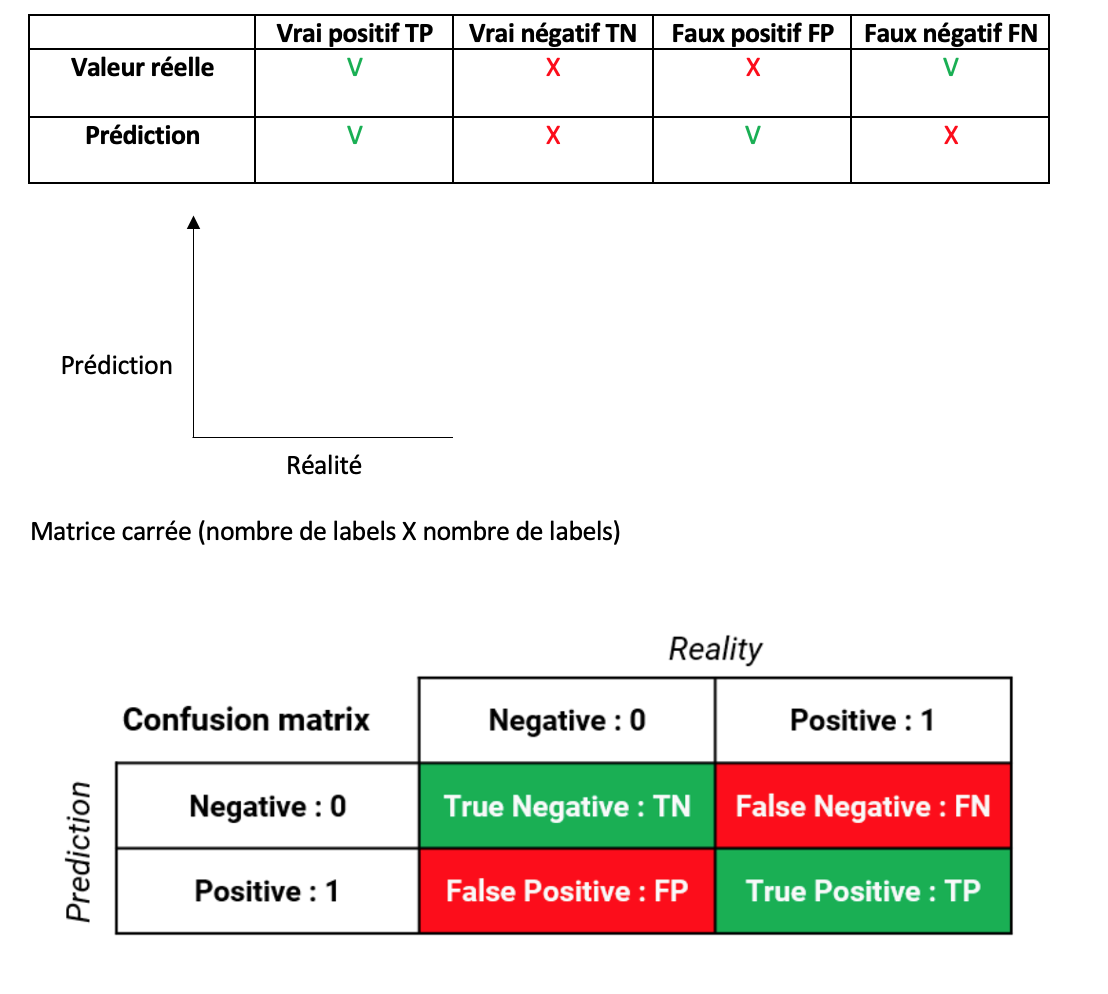 Vrai positif TP Vrai négatif TN Faux positif FP Faux négatif FN
Valeur réelle V X X V
Prédiction V X V X
Prédiction
Réalité
Matrice carrée (nombre de labels X nombre de labels)
Reality
Confusion matrix Negative : 0 Positive : 1
Prediction
Negative : 0 True Negative : TN False Negative : FN
Positive : 1 False Positive : FP True Positive : TP